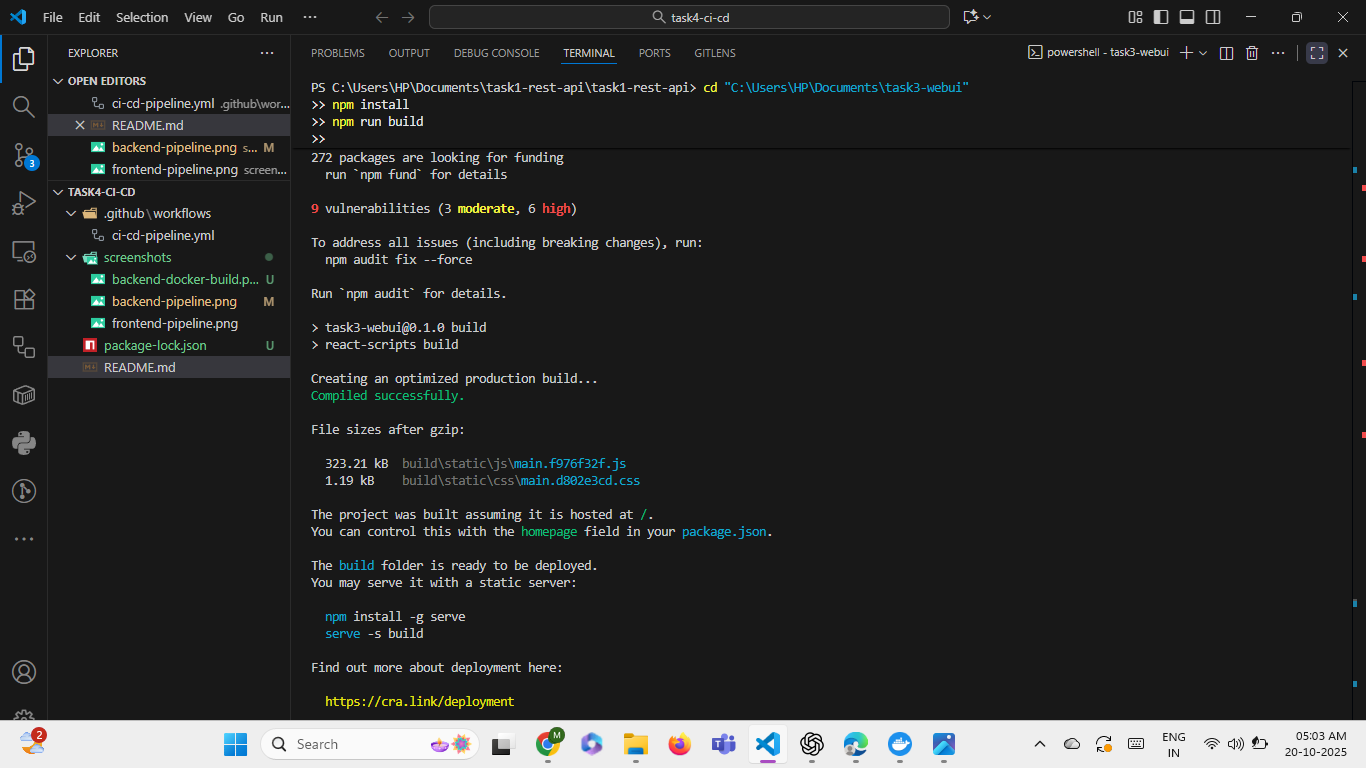 File Edit Selection View Go Run ···
task4-ci-cd
EXPLORER
OPEN EDITORS
ci-cd-pipeline.yml .github\wor...
README.md
backend-pipeline.png s... M
frontend-pipeline.png screen...
TASK4-CI-CD
.github\workflows
ci-cd-pipeline.yml
screenshots
backend-docker-build.p... U
backend-pipeline.png M
frontend-pipeline.png
package-lock.json U
README.md
3
PROBLEMS OUTPUT DEBUG CONSOLE TERMINAL PORTS GITLENS
powershell - task3-webui
PS C:\Users\HP\Documents\task1-rest-api\task1-rest-api> cd "C:\Users\HP\Documents\task3-webui"
>> npm install
>> npm run build
>>
272 packages are looking for funding
run `npm fund` for details
9 vulnerabilities (3 moderate, 6 high)
To address all issues (including breaking changes), run:
npm audit fix --force
Run `npm audit` for details.
> task3-webui@0.1.0 build
> react-scripts build
Creating an optimized production build...
Compiled successfully.
File sizes after gzip:
323.21 kB build\static\js\main.f976f32f.js
1.19 kB build\static\css\main.d802e3cd.css
The project was built assuming it is hosted at /.
You can control this with the homepage field in your package.json.
The build folder is ready to be deployed.
You may serve it with a static server:
npm install -g serve
serve -s build
Find out more about deployment here:
https://cra.link/deployment
2
Search
M
ENG
IN
05:03 AM
20-10-2025